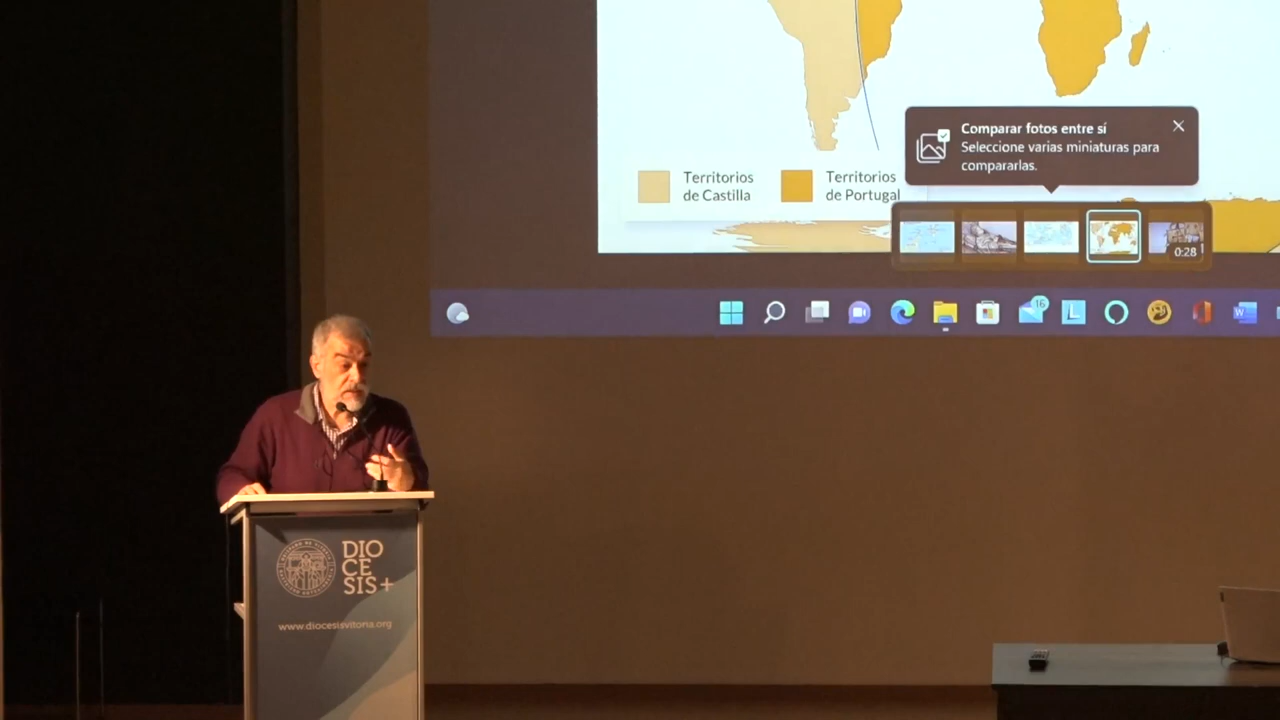 Comparar fotos entre sí
Seleccione varias miniaturas para
compararlas.
Territorios
de Castilla
Territorios
de Portugal
0:28
16
L
W
DIO
CE
SIS+
www.diocesisvitoria.org